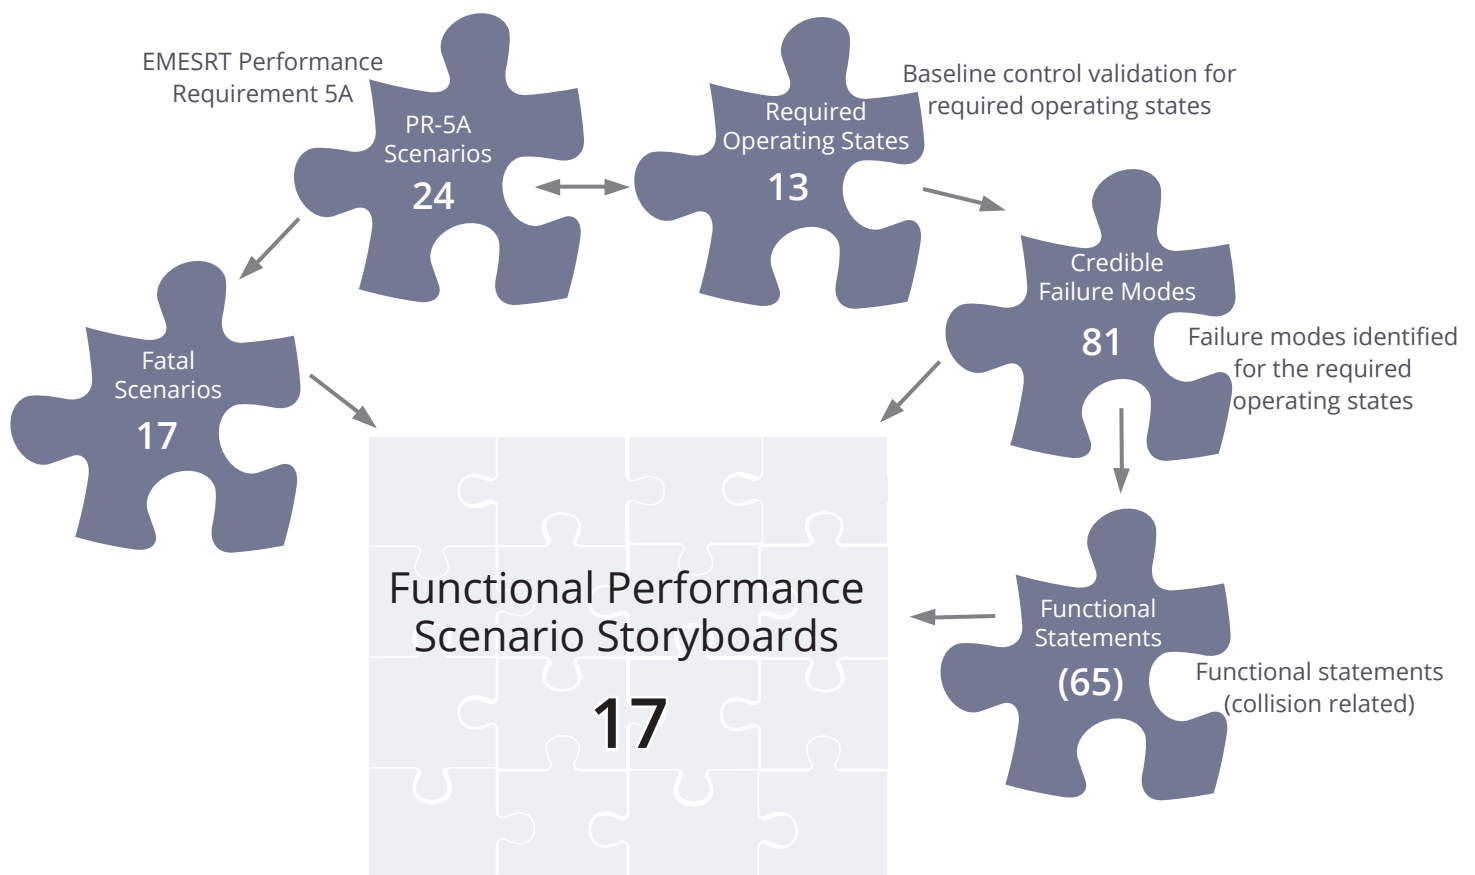 EMESRT Performance
Requirement 5A
PR-5A
Scenarios
24
Required
Operating States
13
Baseline control validation for
required operating states
Credible
Failure Modes
81
Failure modes identified
for the required
operating states
Fatal
Scenarios
17
Functional Performance
Scenario Storyboards
17
Functional
Statements
(65)
Functional statements
(collision related)